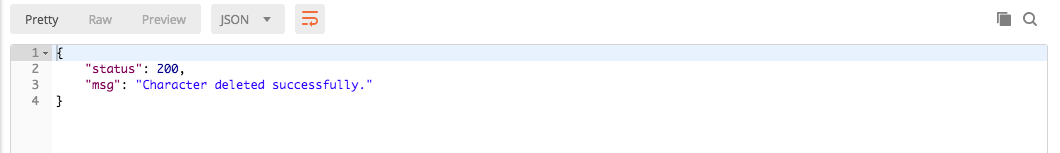 Pretty Raw Preview JSON
1 {
2 "status": 200,
3 "msg": "Character deleted successfully."
4 }